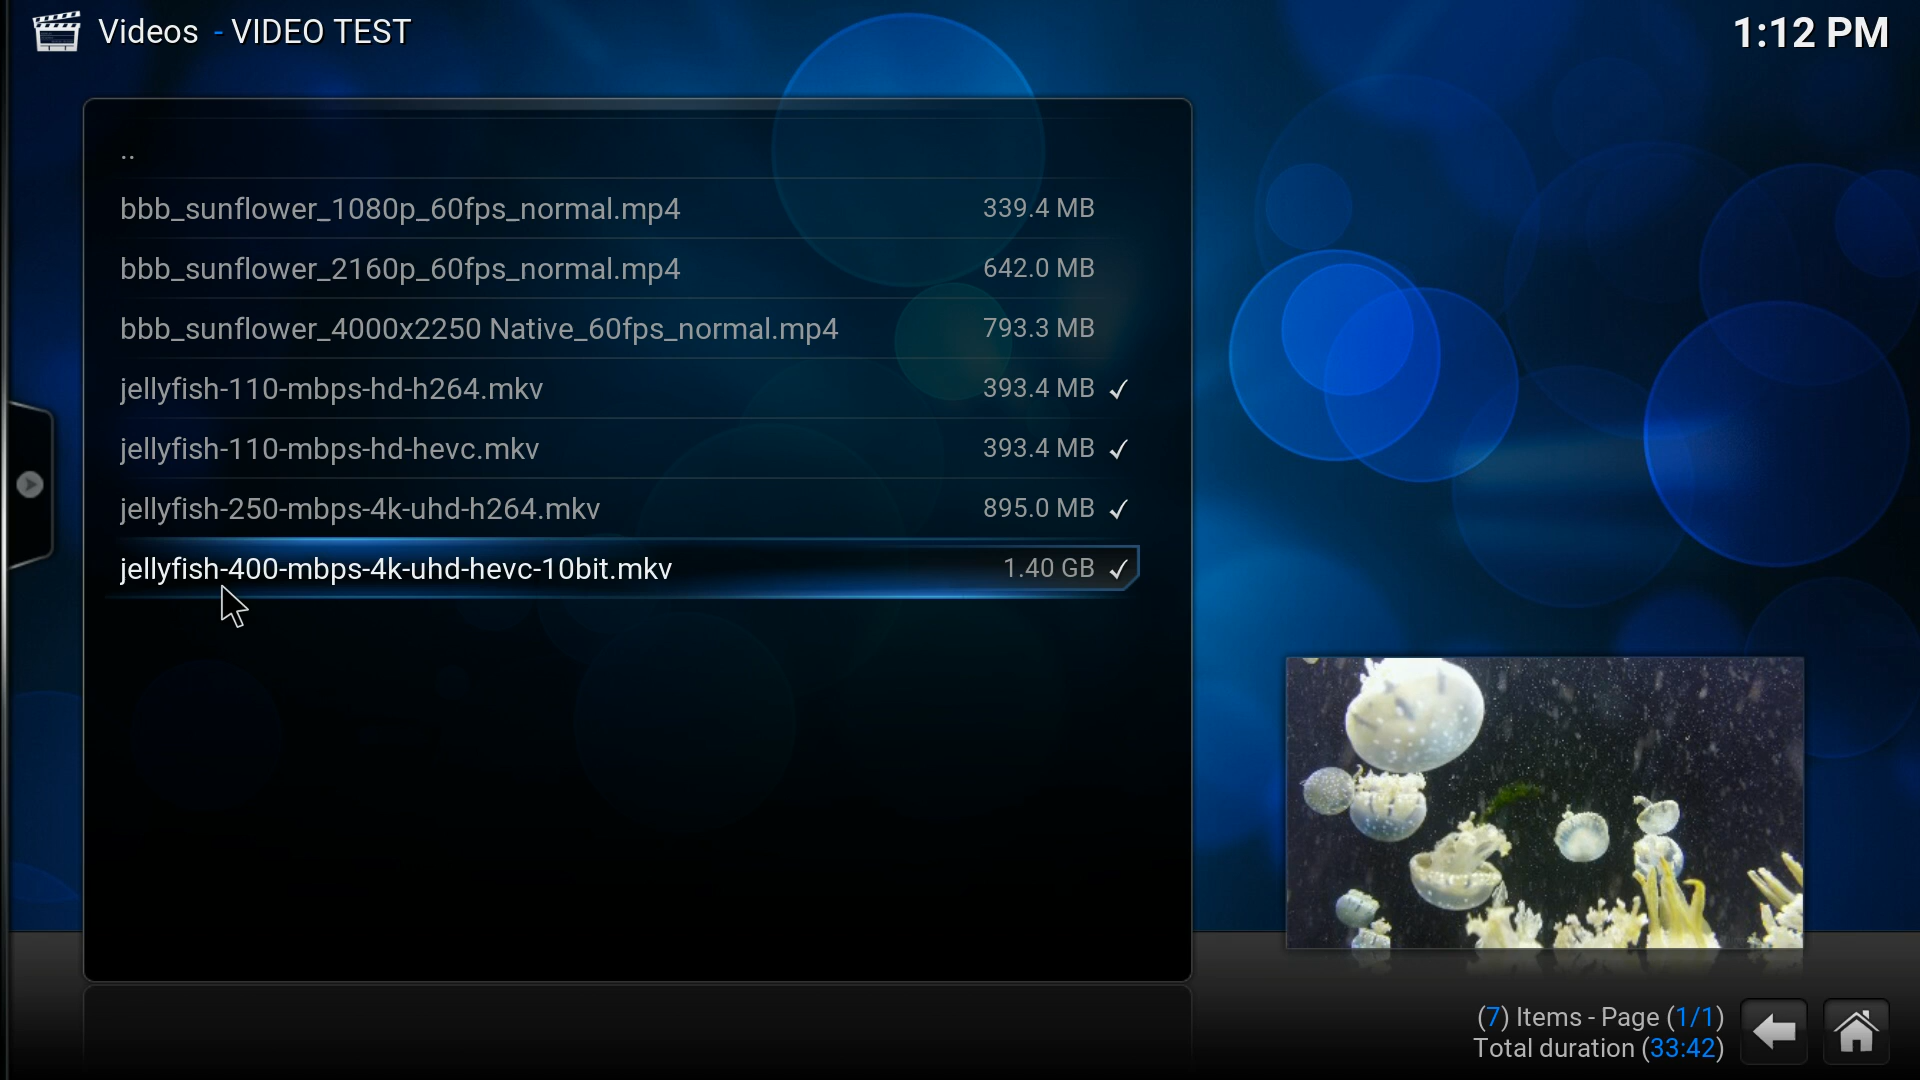 Videos - VIDEO TEST
1:12 PM
..
bbb_sunflower_1080p_60fps_normal.mp4 339.4 MB
bbb_sunflower_2160p_60fps_normal.mp4 642.0 MB
bbb_sunflower_4000x2250 Native_60fps_normal.mp4 793.3 MB
jellyfish-110-mbps-hd-h264.mkv 393.4 MB ✓
jellyfish-110-mbps-hd-hevc.mkv 393.4 MB ✓
jellyfish-250-mbps-4k-uhd-h264.mkv 895.0 MB ✓
jellyfish-400-mbps-4k-uhd-hevc-10bit.mkv 1.40 GB ✓
(7) Items - Page (1/1)
Total duration (33:42)